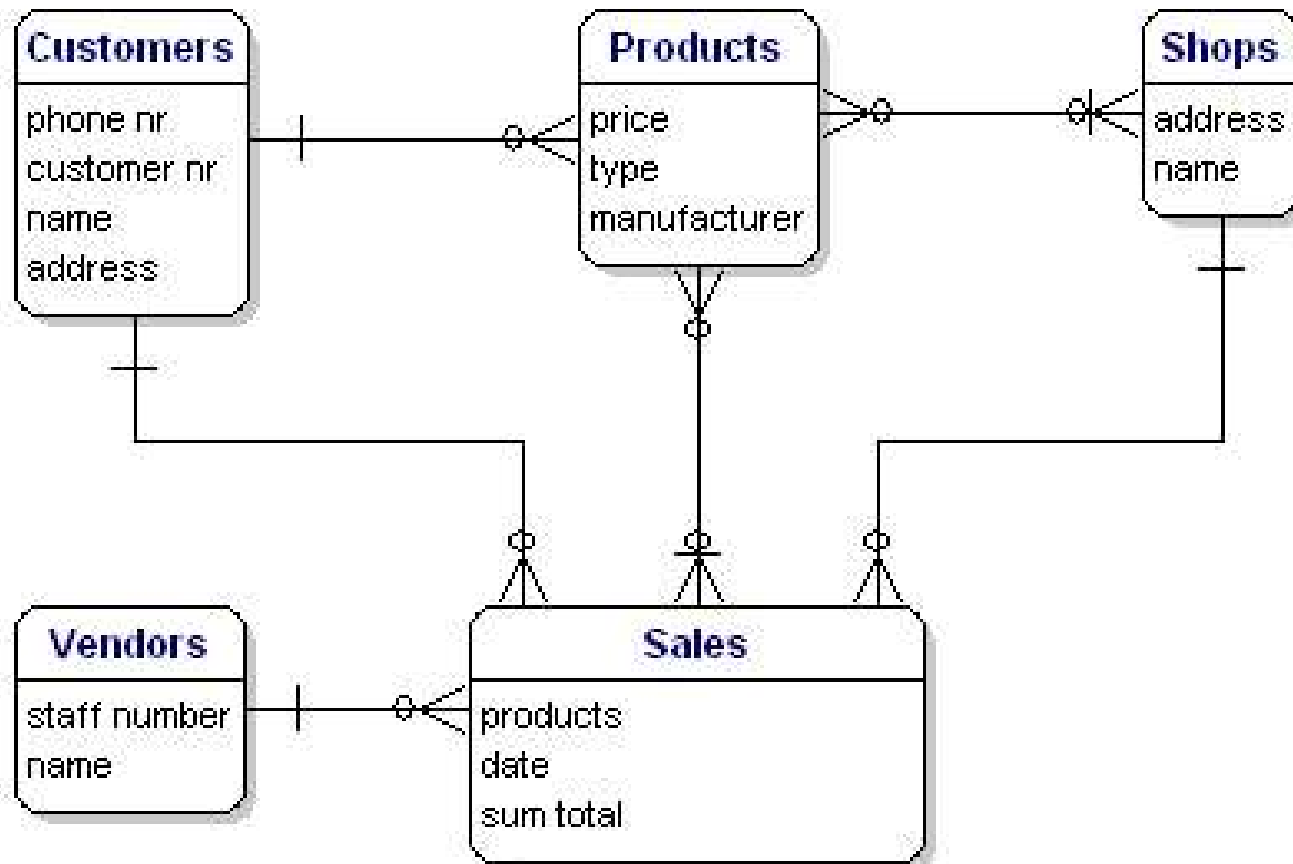 Customers
phone nr
customer nr
name
address
Products
price
type
manufacturer
Shops
address
name
Vendors
staff number
name
Sales
products
date
sum total